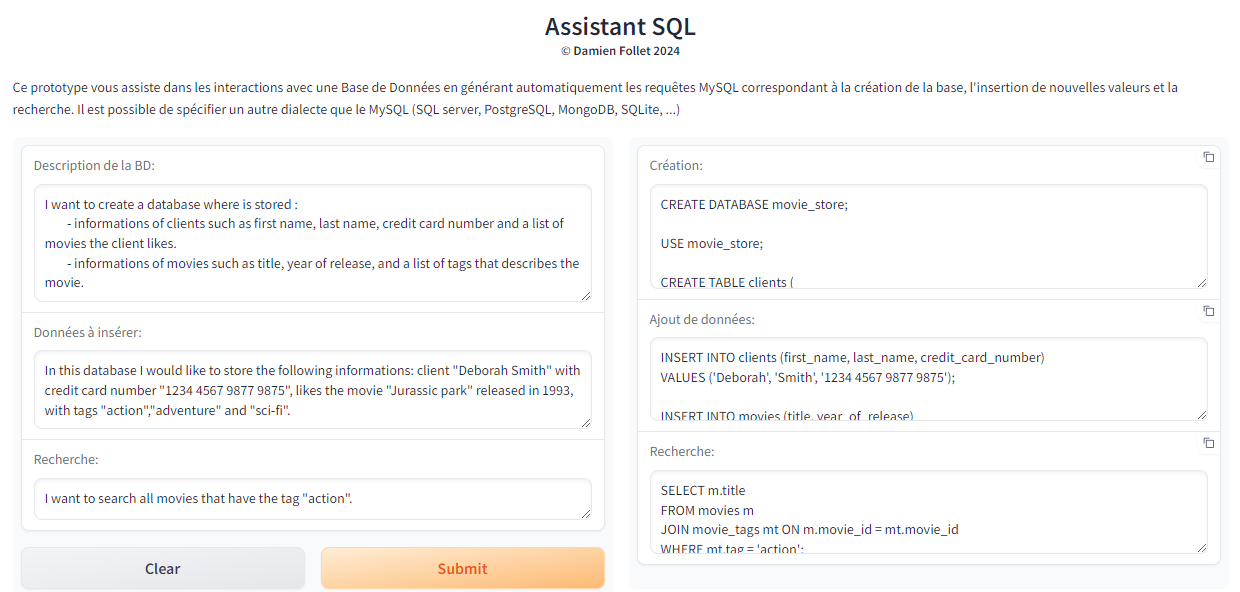 Assistant SQL
© Damien Follet 2024
Ce prototype vous assiste dans les interactions avec une Base de Données en générant automatiquement les requêtes MySQL correspondant à la création de la base, l'insertion de nouvelles valeurs et la
recherche. Il est possible de spécifier un autre dialecte que le MySQL (SQL server, PostgreSQL, MongoDB, SQLite, ...)
Description de la BD:
I want to create a database where is stored :
- informations of clients such as first name, last name, credit card number and a list of
movies the client likes.
- informations of movies such as title, year of release, and a list of tags that describes the
movie.
Données à insérer:
In this database I would like to store the following informations: client "Deborah Smith" with
credit card number "1234 4567 9877 9875", likes the movie "Jurassic park" released in 1993,
with tags "action","adventure" and "sci-fi".
Recherche:
I want to search all movies that have the tag "action".
Clear
Submit
Création:
CREATE DATABASE movie_store;
USE movie_store;
CREATE TABLE clients (
Ajout de données:
INSERT INTO clients (first_name, last_name, credit_card_number)
VALUES ('Deborah', 'Smith', '1234 4567 9877 9875');
INSERT INTO movies (title, year_of_release)
Recherche:
SELECT m.title
FROM movies m
JOIN movie_tags mt ON m.movie_id = mt.movie_id
WHERE mt.tag = 'action';